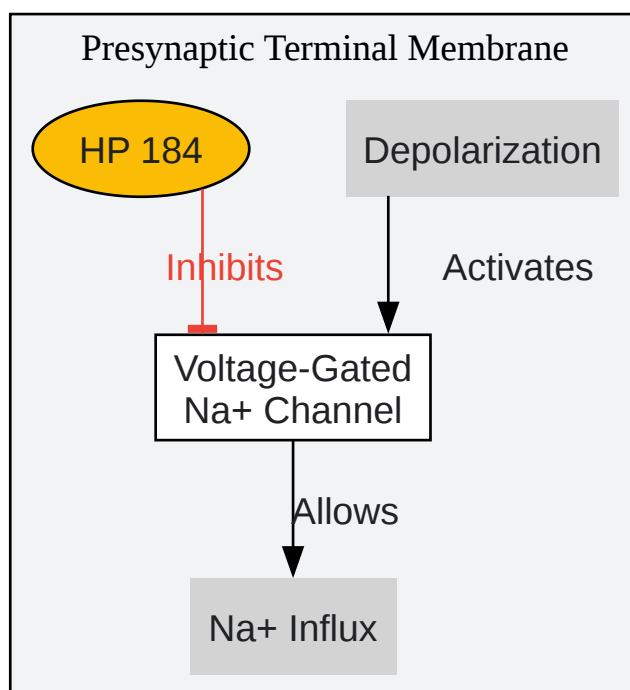 Presynaptic Terminal Membrane
HP 184
Depolarization
Inhibits
Activates
Voltage-Gated
Na+ Channel
Allows
Na+ Influx